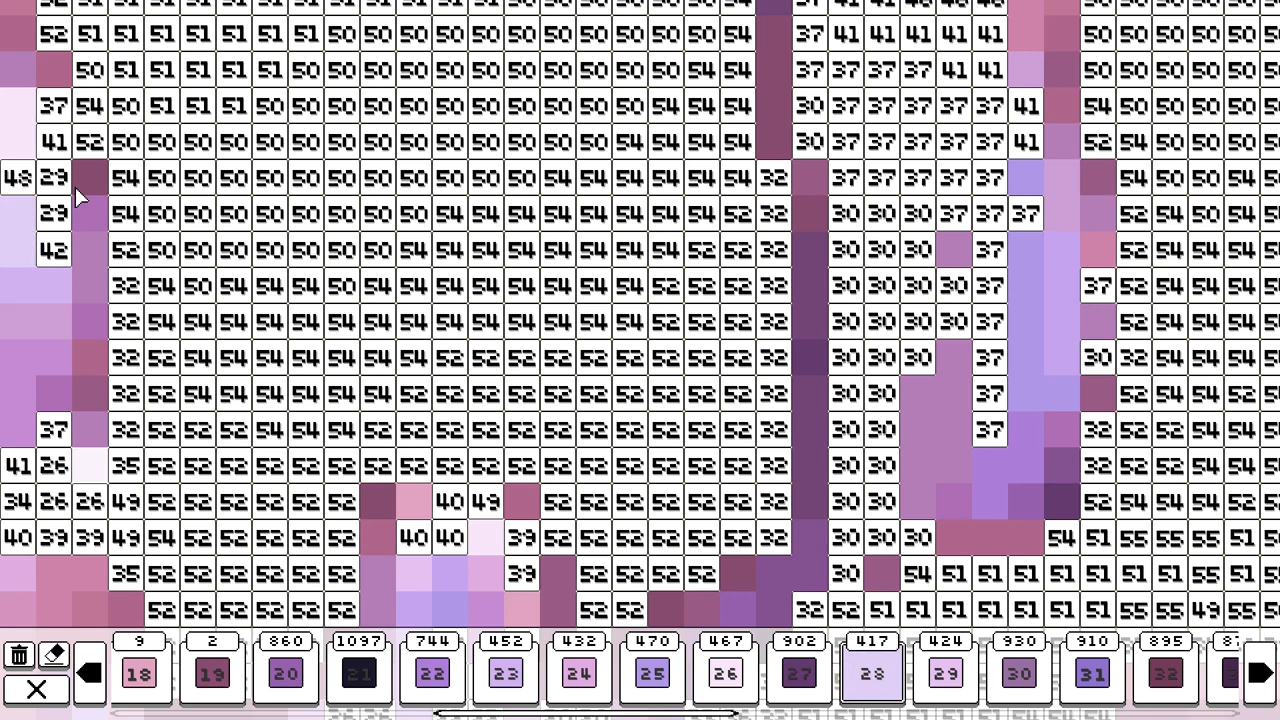 52 51 51 51 51 51 51 51 50 50 50 50 50 50 50 50 50 50 50 54 37 41 41 41 41 41 50 50 50 50 50
50 51 51 51 51 51 50 50 50 50 50 50 50 50 50 50 50 54 54 37 37 37 37 41 41 50 50 50 50 50
37 54 50 51 51 51 50 50 50 50 50 50 50 50 50 50 50 54 54 54 30 37 37 37 37 37 41 54 50 50 50 50
41 52 50 50 50 50 50 50 50 50 50 50 50 50 50 50 54 54 54 54 30 37 37 37 37 37 41 52 54 50 50 50
48 29 54 50 50 50 50 50 50 50 50 50 50 50 54 54 54 54 54 54 32 37 37 37 37 37 54 50 50 54
29 54 50 50 50 50 50 50 50 50 54 54 54 54 54 54 54 54 52 32 30 30 30 37 37 37 52 54 50 54
42 52 50 50 50 50 50 50 54 54 54 54 54 54 54 54 54 52 52 32 30 30 30 37 52 54 54 54
32 54 50 54 54 54 50 54 54 54 54 54 54 54 54 52 52 52 32 30 30 30 30 37 37 52 54 54 54
32 54 54 54 54 54 54 54 54 54 54 54 54 54 54 52 52 52 32 30 30 30 30 37 52 54 54 54
32 52 54 54 54 54 54 54 54 52 52 52 52 52 52 52 52 52 32 30 30 30 37 30 32 54 54 54
32 52 54 54 54 54 54 54 52 52 52 52 52 52 52 52 52 52 32 30 30 37 52 54 54 54
37 32 52 52 52 54 54 54 52 52 52 52 52 52 52 52 52 52 52 32 30 30 37 32 52 52 54 54
41 26 35 52 52 52 52 52 52 52 52 52 52 52 52 52 52 52 52 52 32 30 30 32 52 52 54 54
34 26 26 49 52 52 52 52 52 52 40 49 52 52 52 52 52 52 32 30 30 52 54 54 54 52
40 39 39 49 54 52 52 52 52 52 40 40 39 52 52 52 52 52 52 32 30 30 30 54 51 55 55 55 51
35 52 52 52 52 52 52 39 52 52 52 52 30 54 51 51 51 51 51 51 51 55 51
52 52 52 52 52 52 52 52 32 52 51 51 51 51 51 51 51 55 55 49 55
9 2 860 1097 744 452 432 470 467 902 417 424 930 910 895
18 19 20 21 22 23 24 25 26 27 28 29 30 31 32